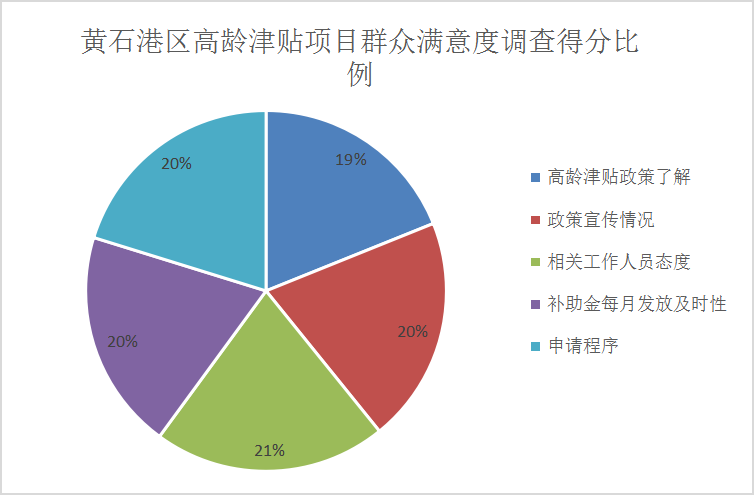 黄石港区高龄津贴项目群众满意度调查得分比
例
19%
20%
21%
20%
20%
高龄津贴政策了解
政策宣传情况
相关工作人员态度
补助金每月发放及时性
申请程序